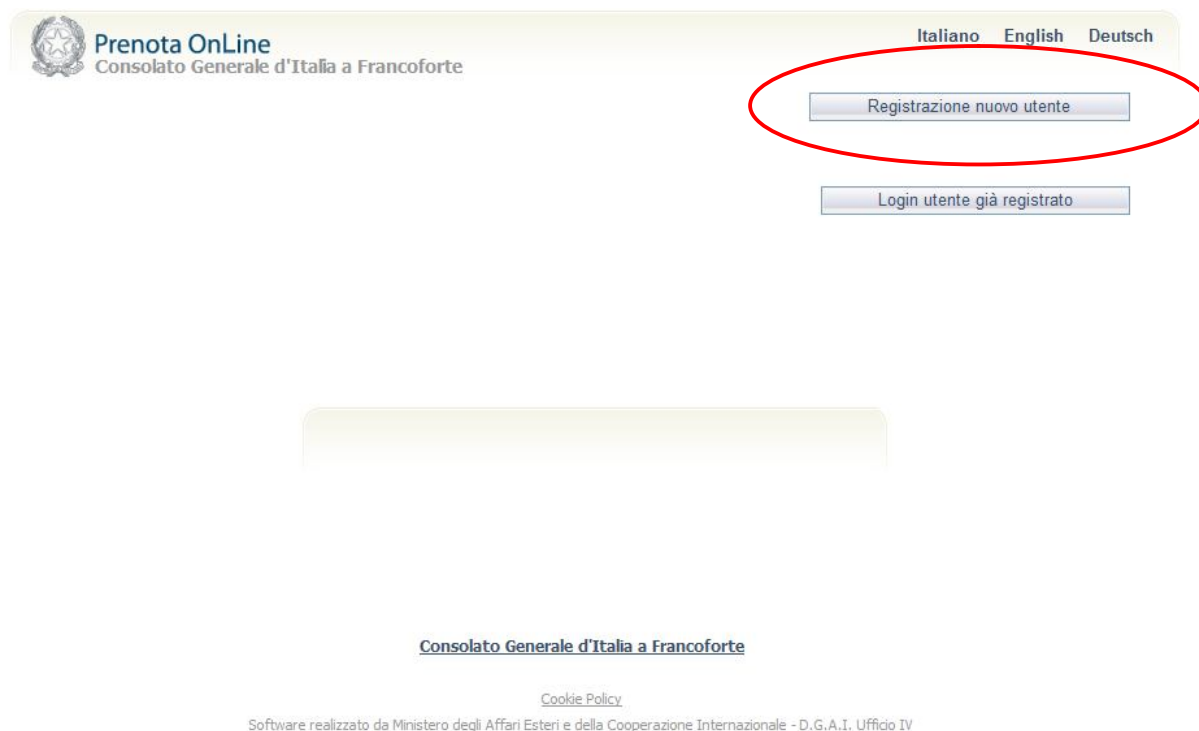 Prenota OnLine
Consolato Generale d'Italia a Francoforte
Italiano English Deutsch
Registrazione nuovo utente
Login utente già registrato
Consolato Generale d'Italia a Francoforte
Cookie Policy
Software realizzato da Ministero degli Affari Esteri e della Cooperazione Internazionale - D.G.A.I. Ufficio IV